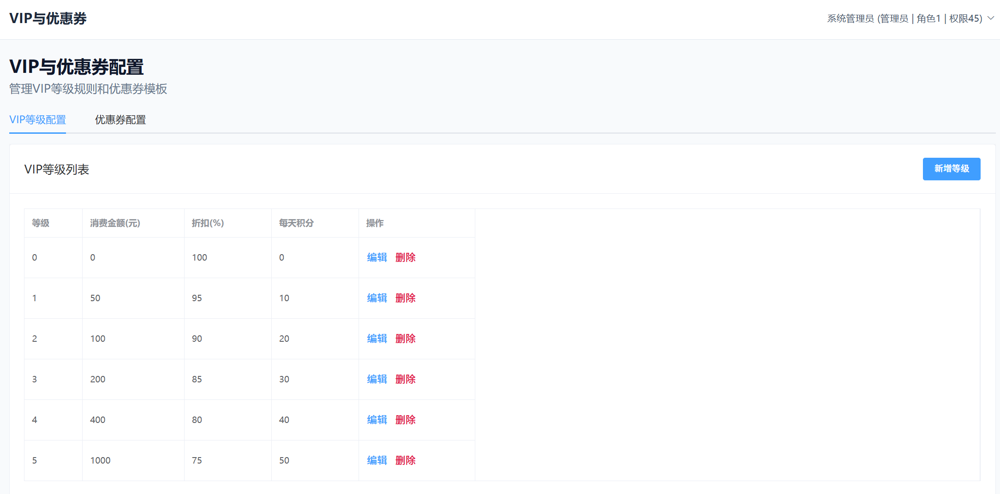 VIP与优惠券
系统管理员 (管理员 | 角色1 | 权限45)
VIP与优惠券配置
管理VIP等级规则和优惠券模板
VIP等级配置 优惠券配置
VIP等级列表 新增等级
等级 消费金额(元) 折扣(%) 每天积分 操作
0 0 100 0 编辑 删除
1 50 95 10 编辑 删除
2 100 90 20 编辑 删除
3 200 85 30 编辑 删除
4 400 80 40 编辑 删除
5 1000 75 50 编辑 删除